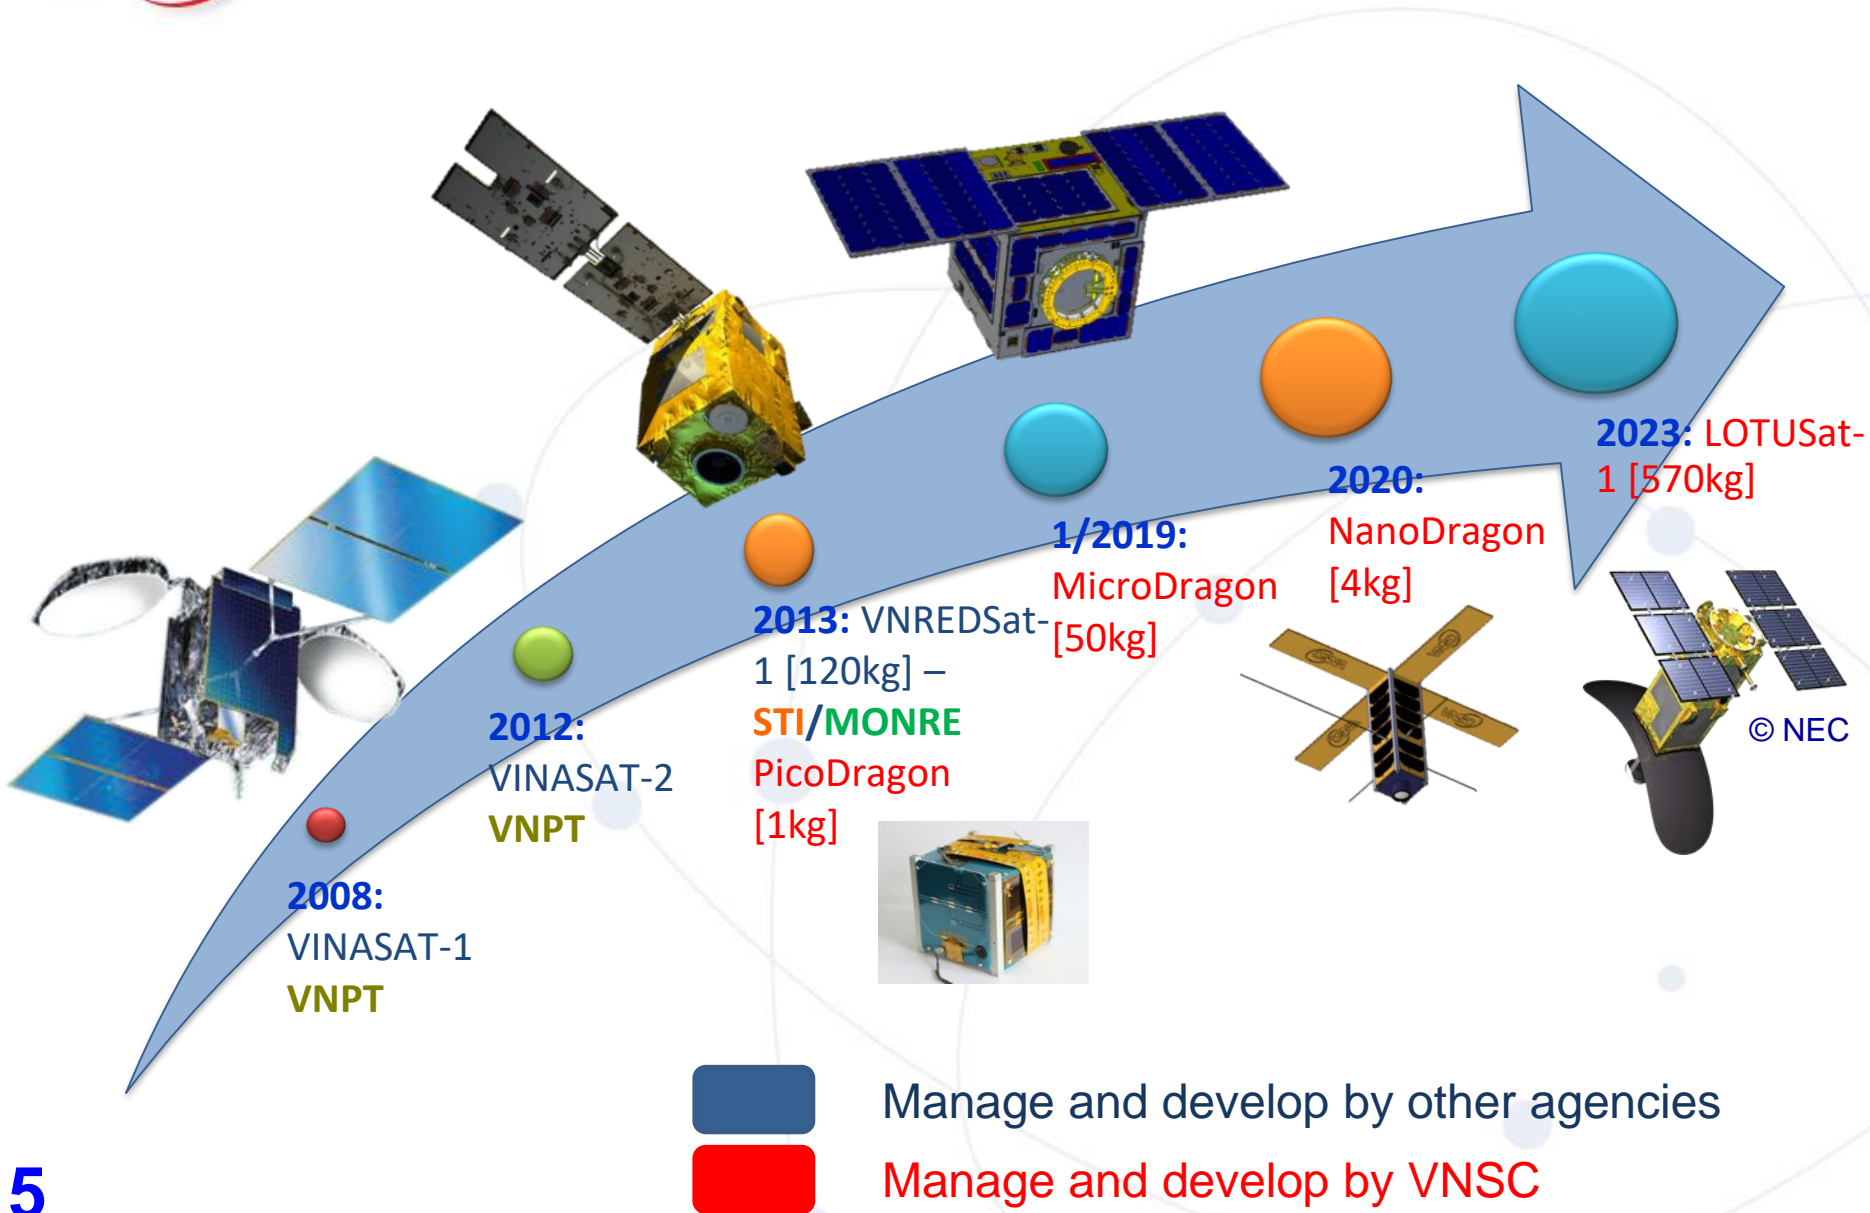 2008:
VINASAT-1
VNPT
2012:
VINASAT-2
VNPT
2013: VNREDSat-
1 [120kg] –
STI/MONRE
PicoDragon
[1kg]
1/2019:
MicroDragon
[50kg]
2020:
NanoDragon
[4kg]
2023: LOTUSat-
1 [570kg]
© NEC
Manage and develop by other agencies
Manage and develop by VNSC
5